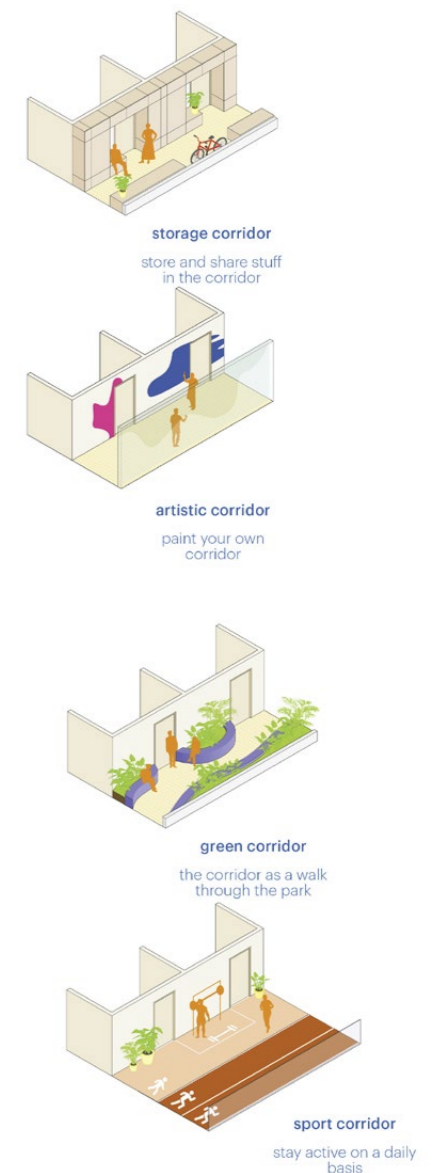 storage corridor
store and share stuff
in the corridor
artistic corridor
paint your own
corridor
green corridor
the corridor as a walk
through the park
sport corridor
stay active on a daily
basis